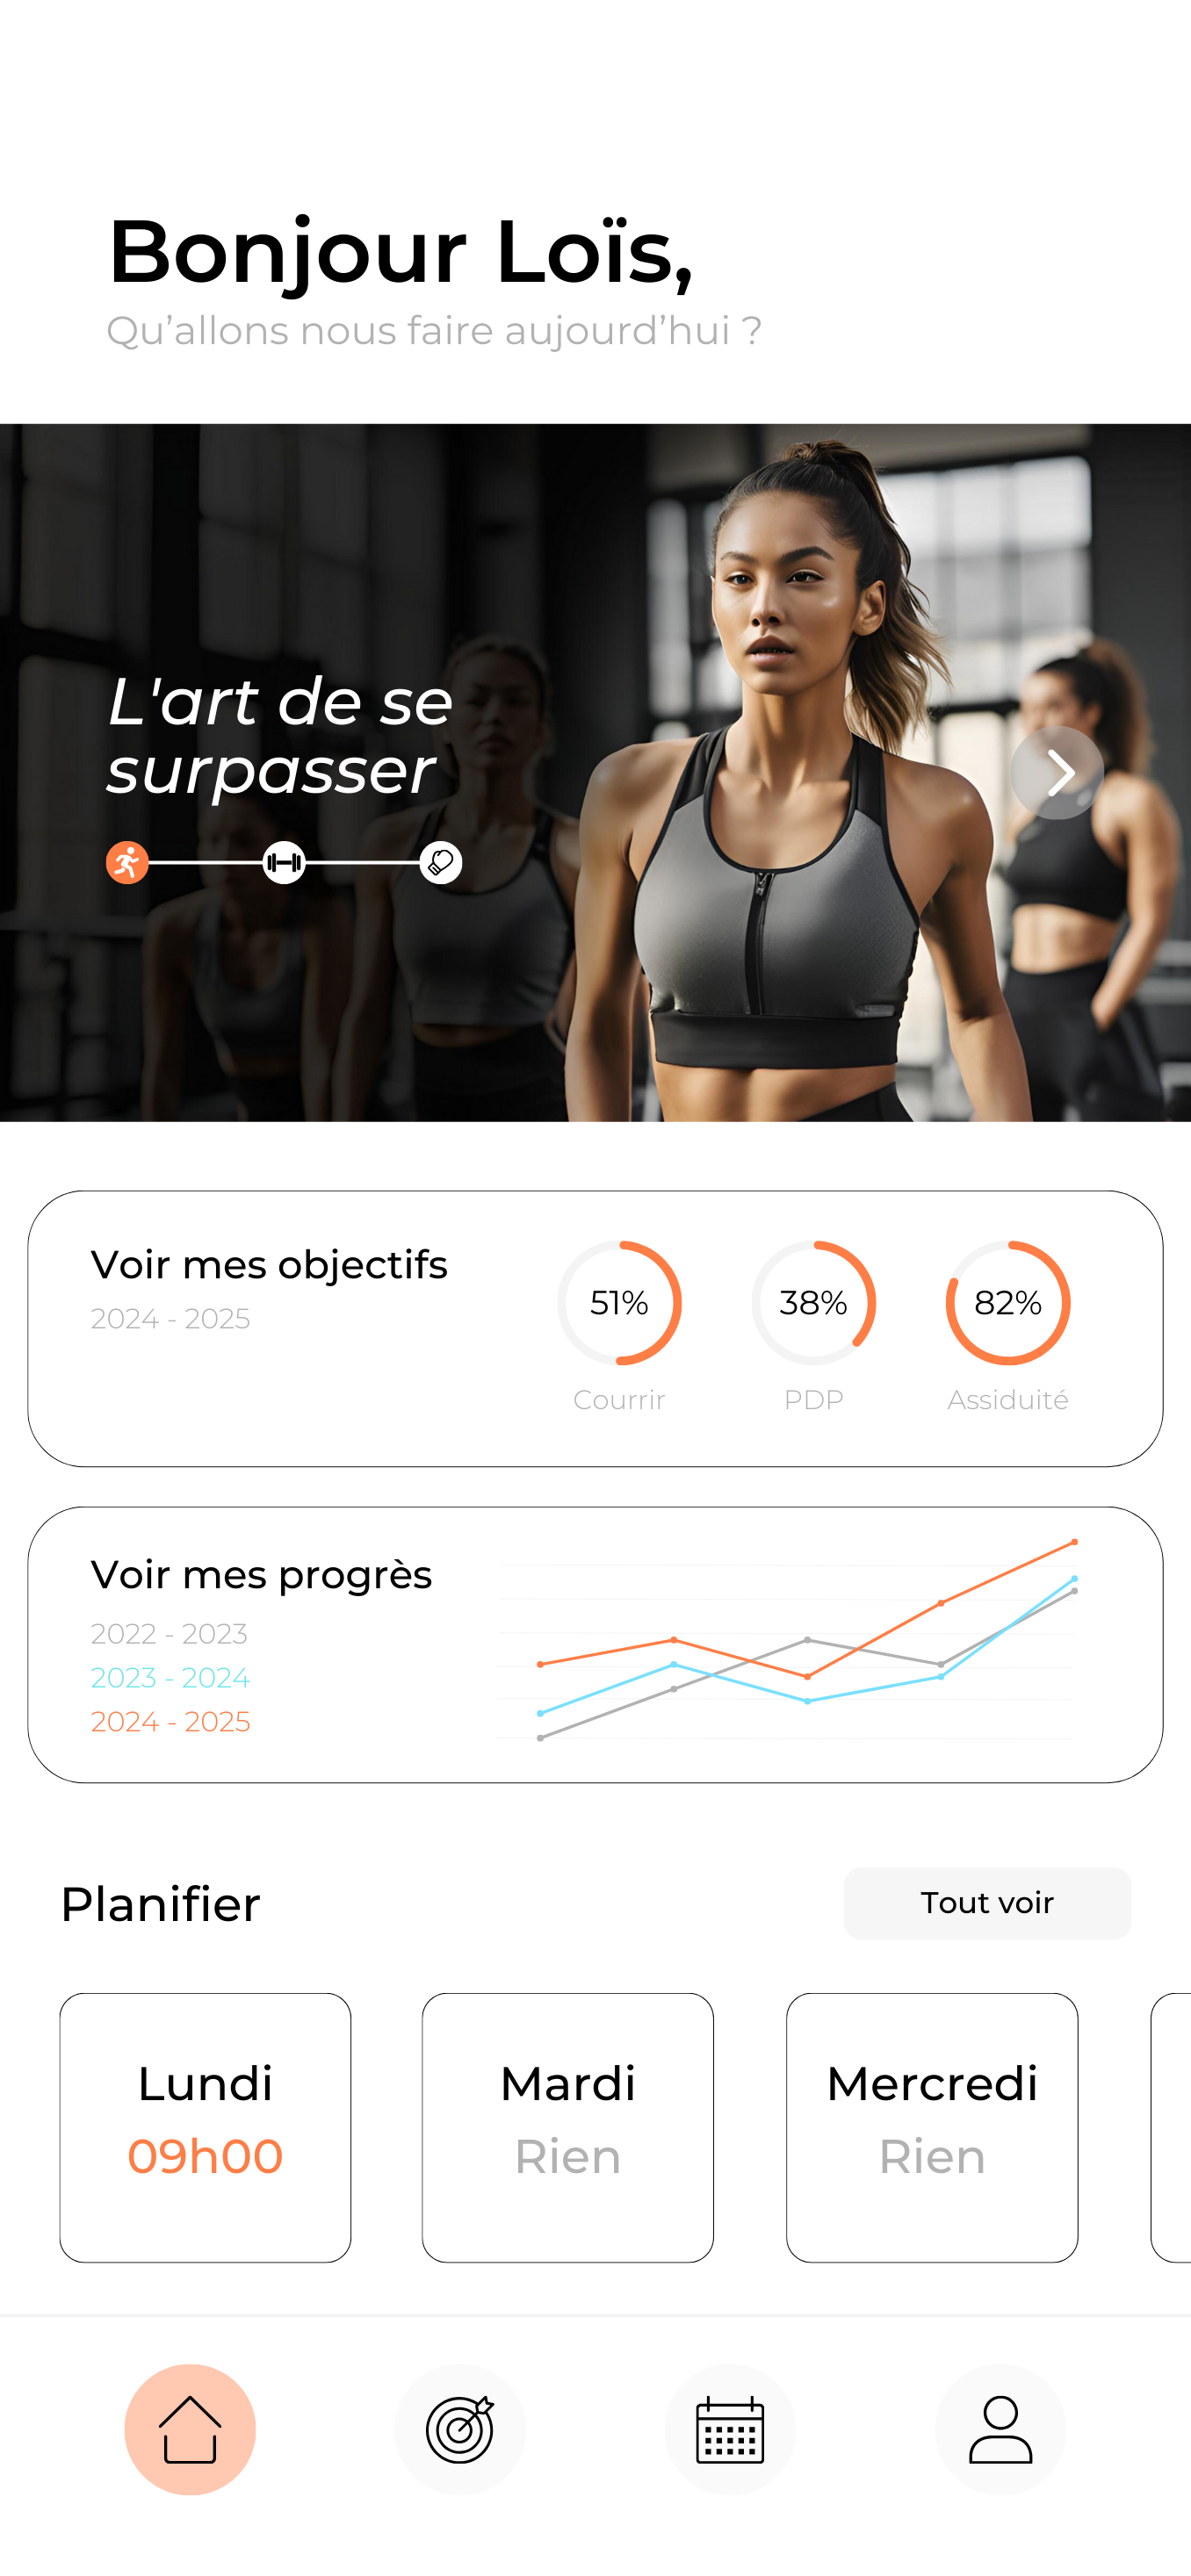 Bonjour Loïs,
Qu’allons nous faire aujourd’hui ?
L'art de se
surpasser
Voir mes objectifs
2024 - 2025
51%
38%
82%
Courrir
PDP
Assiduité
Voir mes progrès
2022 - 2023
2023 - 2024
2024 - 2025
Planifier
Tout voir
Lundi
09h00
Mardi
Rien
Mercredi
Rien